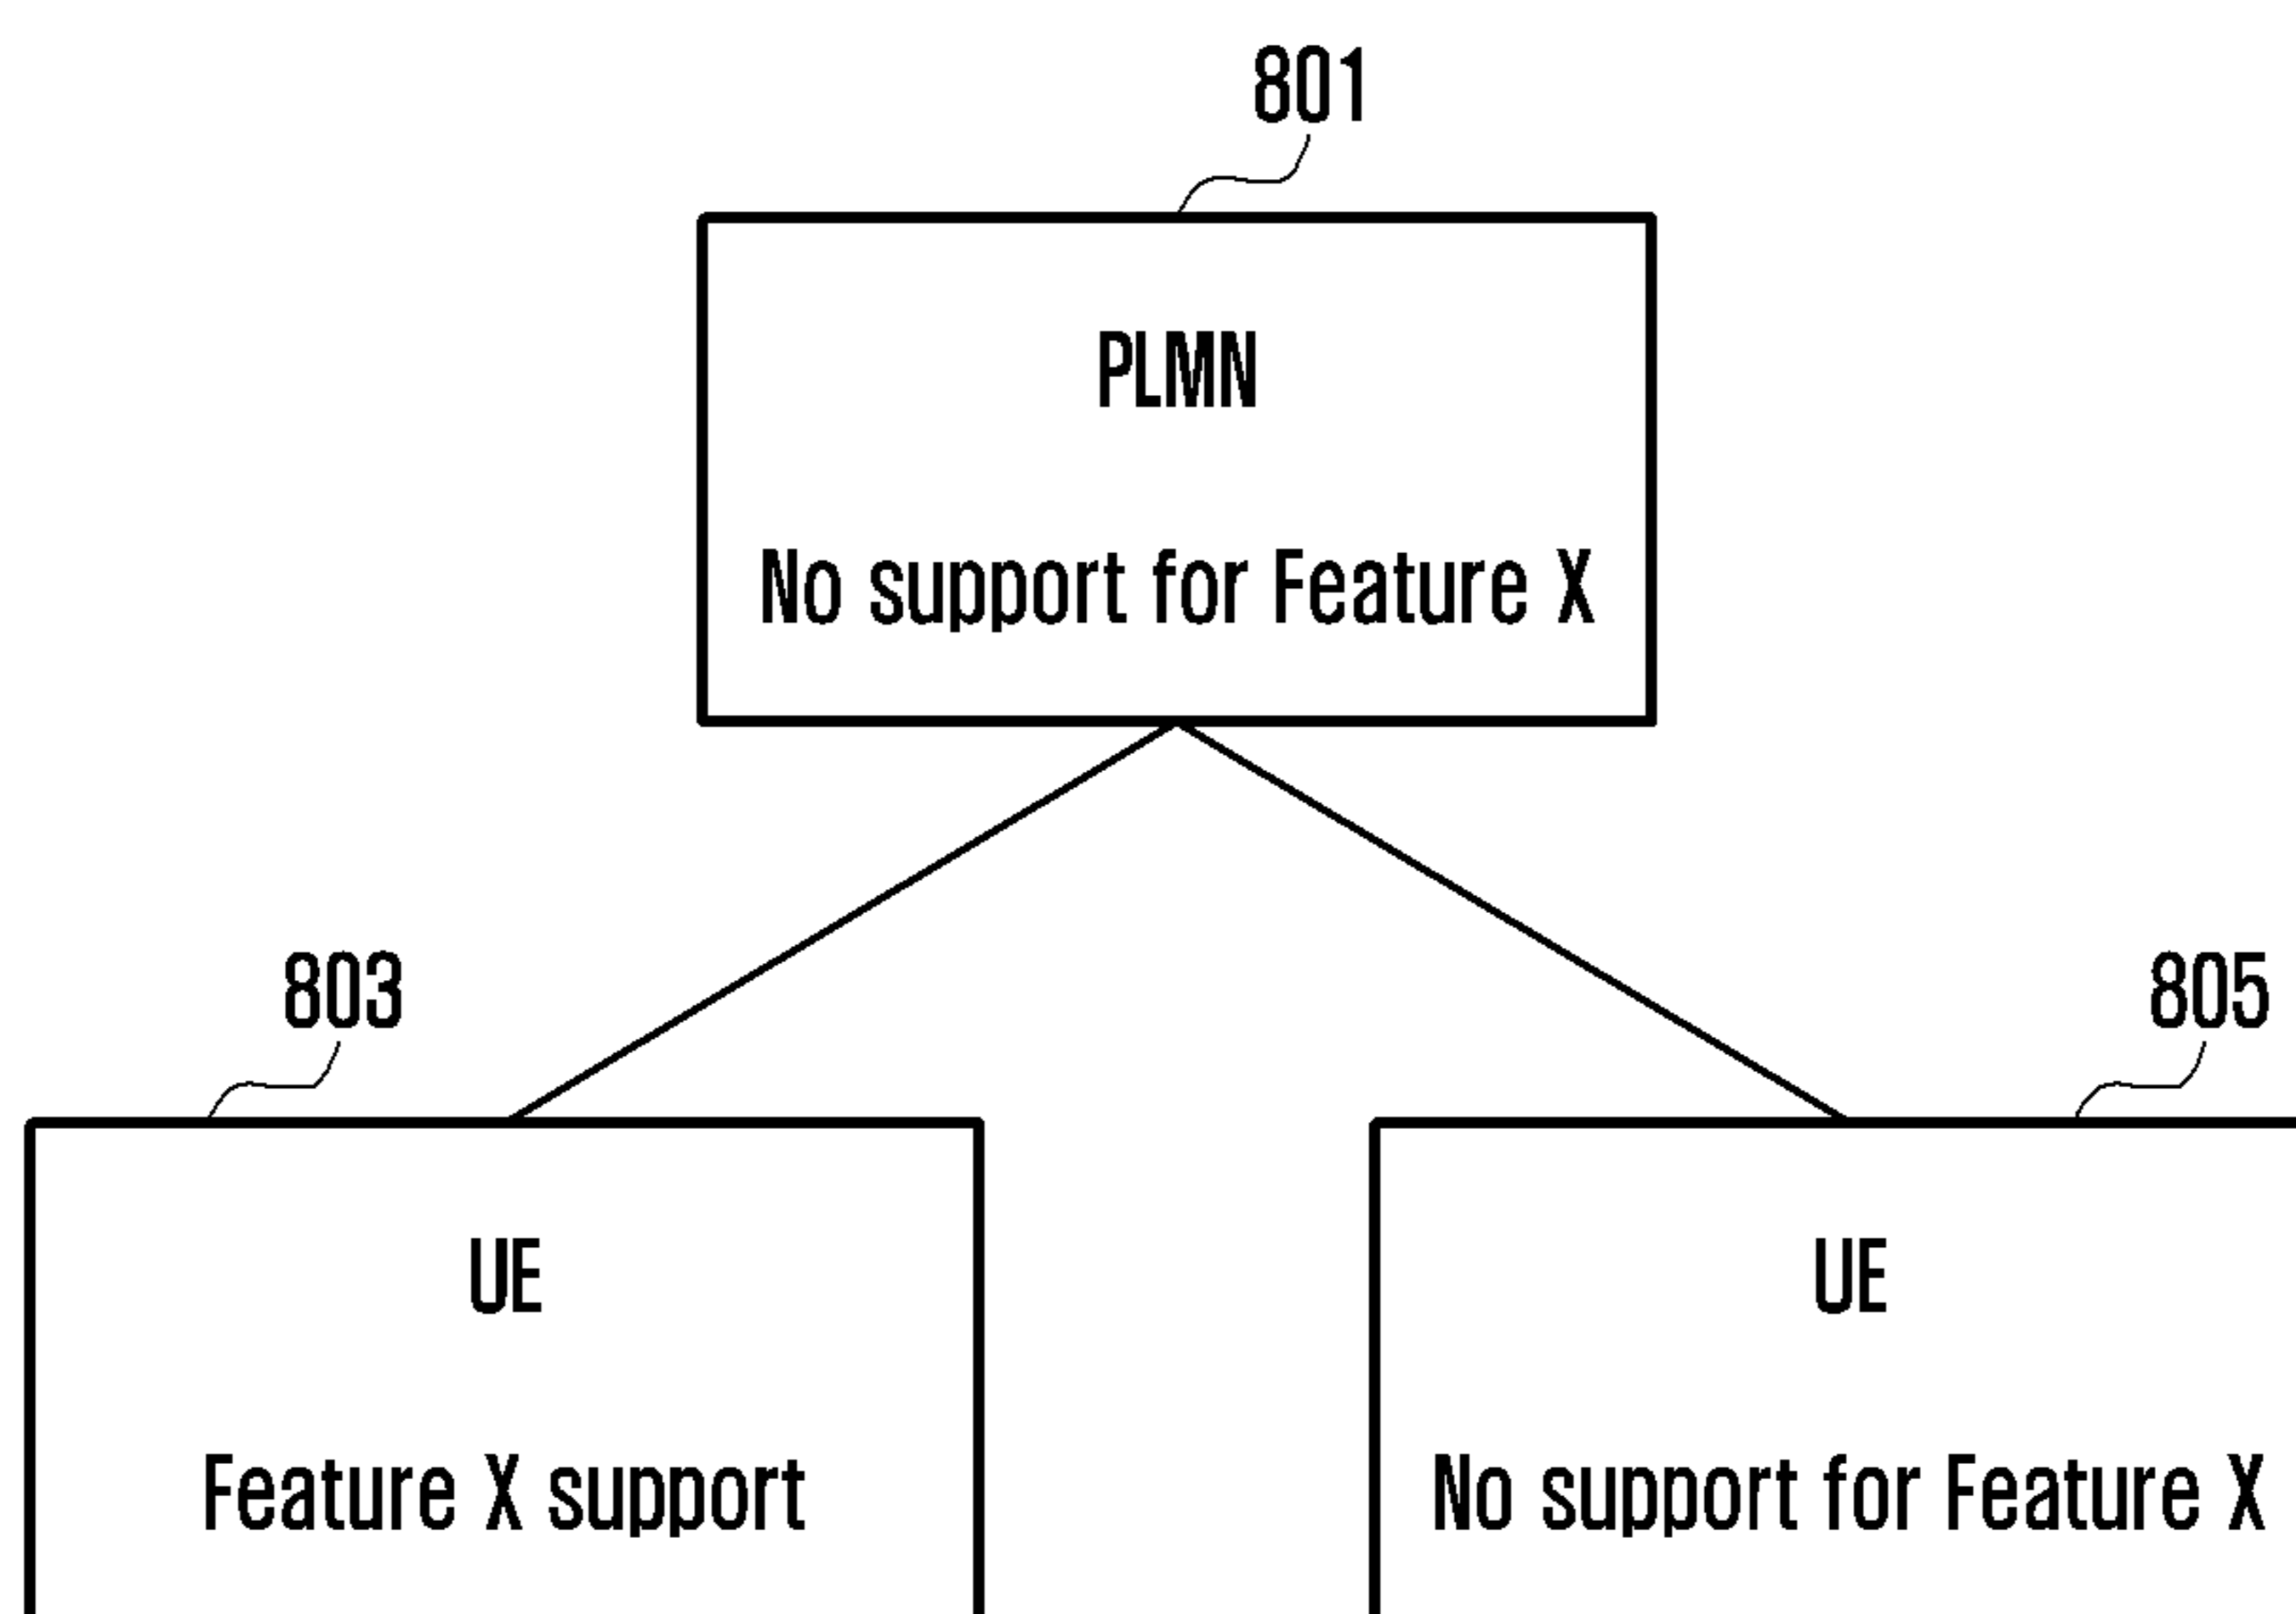 801
PLMN
No support for Feature X
803
805
UE
Feature X support
UE
No support for Feature X